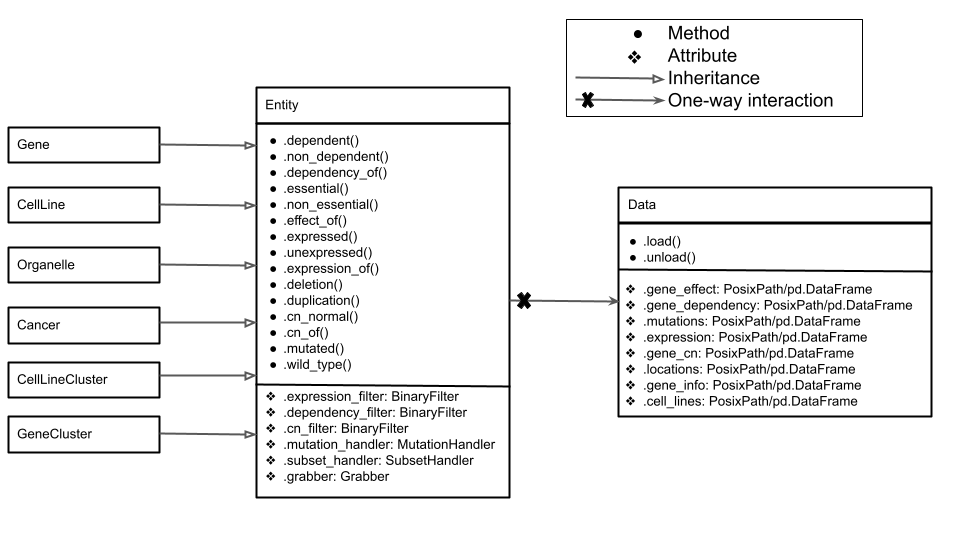 Method
Attribute
Inheritance
One-way interaction
Gene
CellLine
Organelle
Cancer
CellLineCluster
GeneCluster
Entity
.dependent()
.non_dependent()
.dependency_of()
.essential()
.non_essential()
.effect_of()
.expressed()
.unexpressed()
.expression_of()
.deletion()
.duplication()
.cn_normal()
.cn_of()
.mutated()
.wild_type()
.expression_filter: BinaryFilter
.dependency_filter: BinaryFilter
.cn_filter: BinaryFilter
.mutation_handler: MutationHandler
.subset_handler: SubsetHandler
.grabber: Grabber
Data
.load()
.unload()
.gene_effect: PosixPath/pd.DataFrame
.gene_dependency: PosixPath/pd.DataFrame
.mutations: PosixPath/pd.DataFrame
.expression: PosixPath/pd.DataFrame
.gene_cn: PosixPath/pd.DataFrame
.locations: PosixPath/pd.DataFrame
.gene_info: PosixPath/pd.DataFrame
.cell_lines: PosixPath/pd.DataFrame